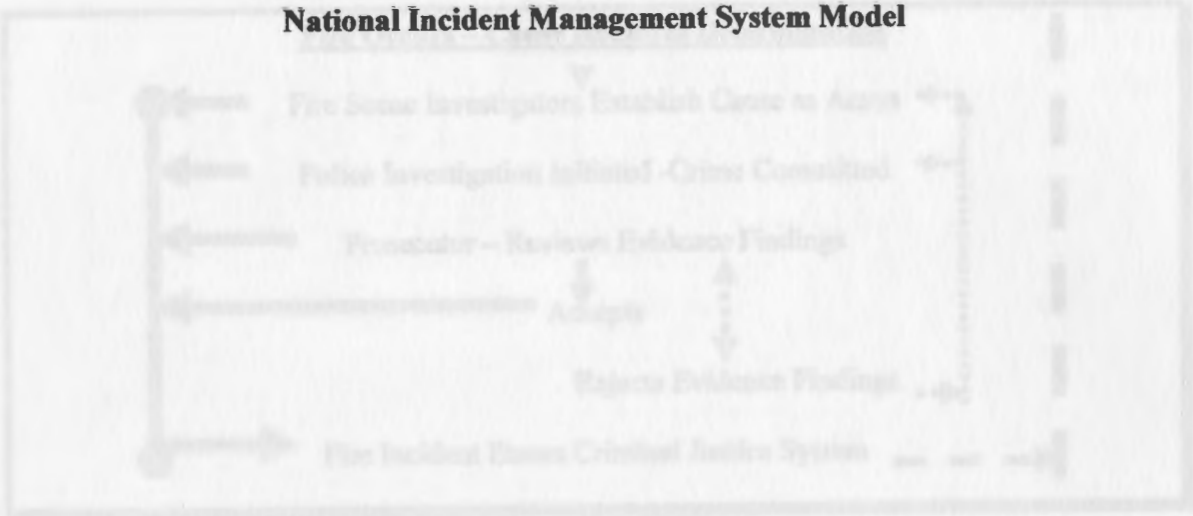 National Incident Management System Model
Fire Scene Investigators Establish Cause as Arson
Police Investigation Initiated -Crime Committed
Prosecutor – Reviews Evidence Findings
Accepts
Rejects Evidence Findings
Fire Incident Enters Criminal Justice System